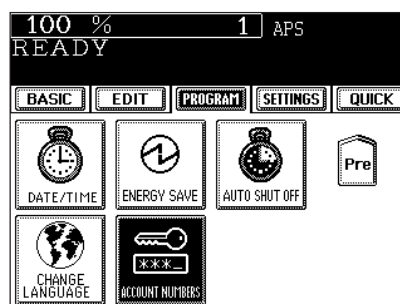 100 % 1 APS
READY
BASIC EDIT PROGRAM SETTINGS QUICK
DATE/TIME ENERGY SAVE AUTO SHUT OFF Pre
CHANGE
LANGUAGE
***_
ACCOUNT NUMBERS